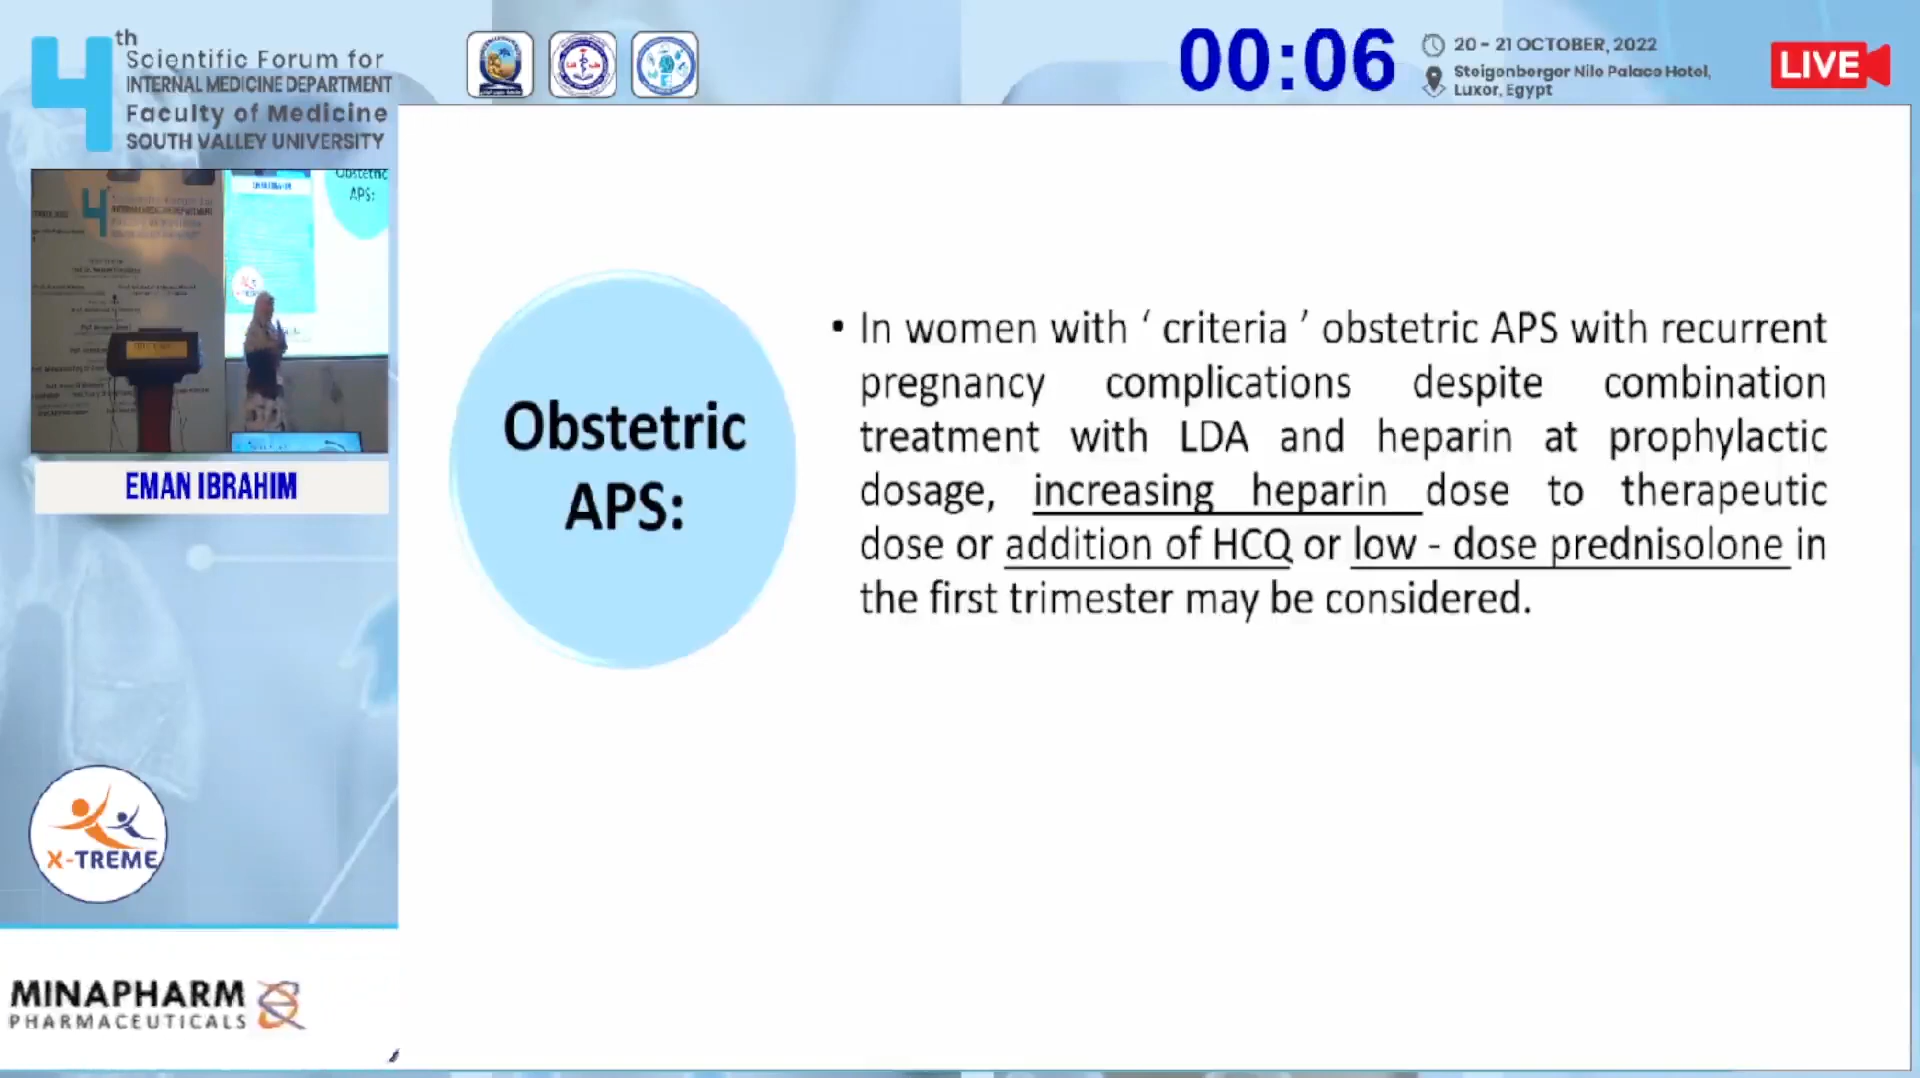 4th
Scientific Forum for
INTERNAL MEDICINE DEPARTMENT
Faculty of Medicine
SOUTH VALLEY UNIVERSITY
00:06
20 - 21 OCTOBER, 2022
Steigenberger Nile Palace Hotel,
Luxor, Egypt
LIVE
Obstetric
APS:
EMAN IBRAHIM
Obstetric
APS:
• In women with ‘ criteria ’ obstetric APS with recurrent
pregnancy complications despite combination
treatment with LDA and heparin at prophylactic
dosage, increasing heparin dose to therapeutic
dose or addition of HCQ or low - dose prednisolone in
the first trimester may be considered.
X-TREME
MINAPHARM
PHARMACEUTICALS